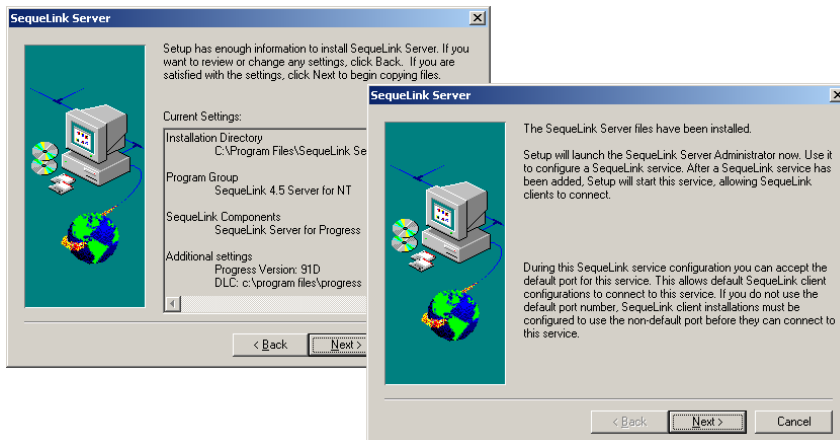 SequeLink Server
Setup has enough information to install SequeLink Server. If you
want to review or change any settings, click Back. If you are
satisfied with the settings, click Next to begin copying files.
Current Settings:
Installation Directory
C:\Program Files\SequeLink Se
Program Group
SequeLink 4.5 Server for NT
SequeLink Components
SequeLink Server for Progress
Additional settings
Progress Version: 91D
DLC: c:\program files\progress
< Back
Next >
SequeLink Server
The SequeLink Server files have been installed.
Setup will launch the SequeLink Server Administrator now. Use it
to configure a SequeLink service. After a SequeLink service has
been added, Setup will start this service, allowing SequeLink
clients to connect.
During this SequeLink service configuration you can accept the
default port for this service. This allows default SequeLink client
configurations to connect to this service. If you do not use the
default port number, SequeLink client installations must be
configured to use the non-default port before they can connect to
this service.
< Back
Next >
Cancel